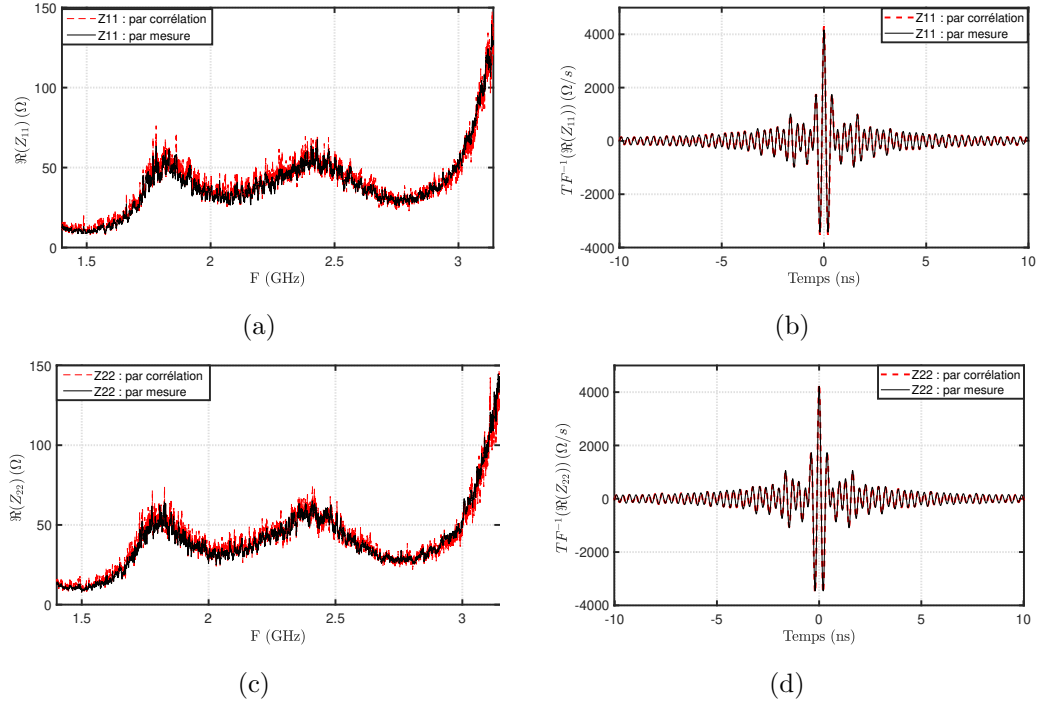 Z11 : par corrélation
Z11 : par mesure
150
100
50
0
ℜ(Z₁₁) (Ω)
1.5
2
2.5
3
F (GHz)
(a)
Z11 : par corrélation
Z11 : par mesure
4000
2000
0
-2000
-4000
TF⁻¹(ℜ(Z₁₁)) (Ω/s)
-10
-5
0
5
10
Temps (ns)
(b)
Z22 : par corrélation
Z22 : par mesure
150
100
50
0
ℜ(Z₂₂) (Ω)
1.5
2
2.5
3
F (GHz)
(c)
Z22 : par corrélation
Z22 : par mesure
4000
2000
0
-2000
-4000
TF⁻¹(ℜ(Z₂₂)) (Ω/s)
-10
-5
0
5
10
Temps (ns)
(d)